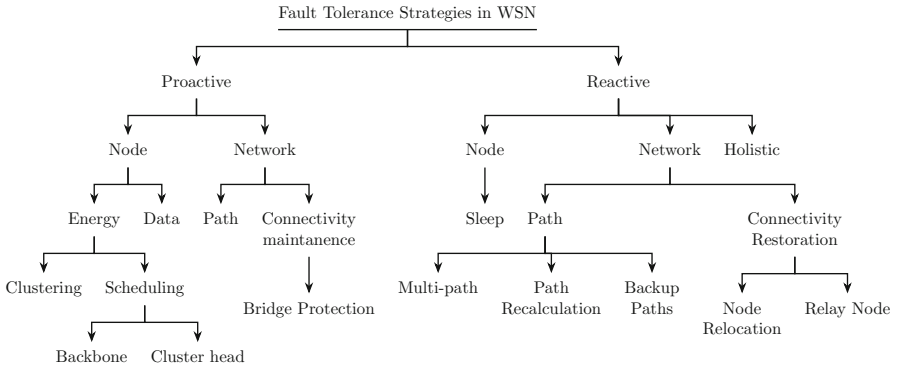 Fault Tolerance Strategies in WSN
Proactive
Reactive
Node
Network
Node
Network
Holistic
Energy
Data
Path
Connectivity
maintanence
Sleep
Path
Connectivity
Restoration
Clustering
Scheduling
Bridge Protection
Multi-path
Path
Recalculation
Backup
Paths
Node
Relocation
Relay Node
Backbone
Cluster head